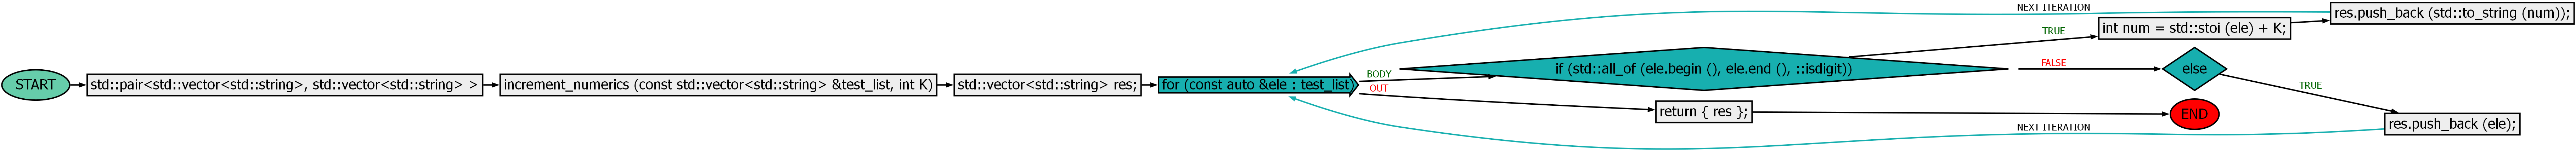 START
std::pair<std::vector<std::string>, std::vector<std::string> >
increment_numerics (const std::vector<std::string> &test_list, int K)
std::vector<std::string> res;
for (const auto &ele : test_list)
BODY
OUT
if (std::all_of (ele.begin (), ele.end (), ::isdigit))
TRUE
int num = std::stoi (ele) + K;
res.push_back (std::to_string (num));
NEXT ITERATION
FALSE
else
TRUE
res.push_back (ele);
NEXT ITERATION
return { res };
END